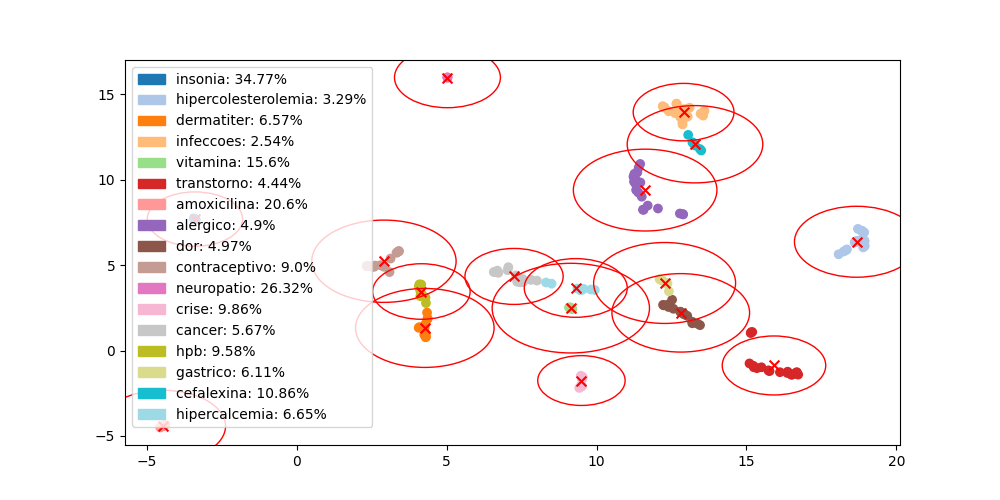 insonia: 34.77%
hipercolesterolemia: 3.29%
dermatiter: 6.57%
infeccoes: 2.54%
vitamina: 15.6%
transtorno: 4.44%
amoxicilina: 20.6%
alergico: 4.9%
dor: 4.97%
contraceptivo: 9.0%
neuropatio: 26.32%
crise: 9.86%
cancer: 5.67%
hpb: 9.58%
gastrico: 6.11%
cefalexina: 10.86%
hipercalcemia: 6.65%
15
10
5
0
−5
−5 0 5 10 15 20